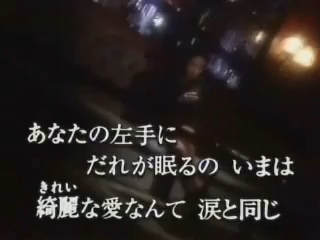 あなたの左手に
だれが眠るの いまは
きれい
綺麗な愛なんて 涙と同じ